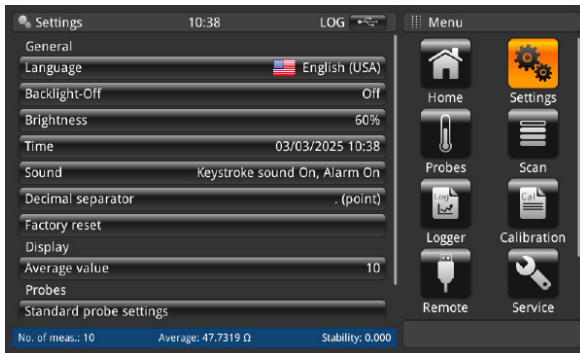 Settings 10:38 LOG
General
Language English (USA)
Backlight-Off Off
Brightness 60%
Time 03/03/2025 10:38
Sound Keystroke sound On, Alarm On
Decimal separator . (point)
Factory reset
Display
Average value 10
Probes
Standard probe settings
No. of meas.: 10 Average: 47.7319 Ω Stability: 0.000
Menu
Home Settings
Probes Scan
Log Cal
Logger Calibration
Remote Service